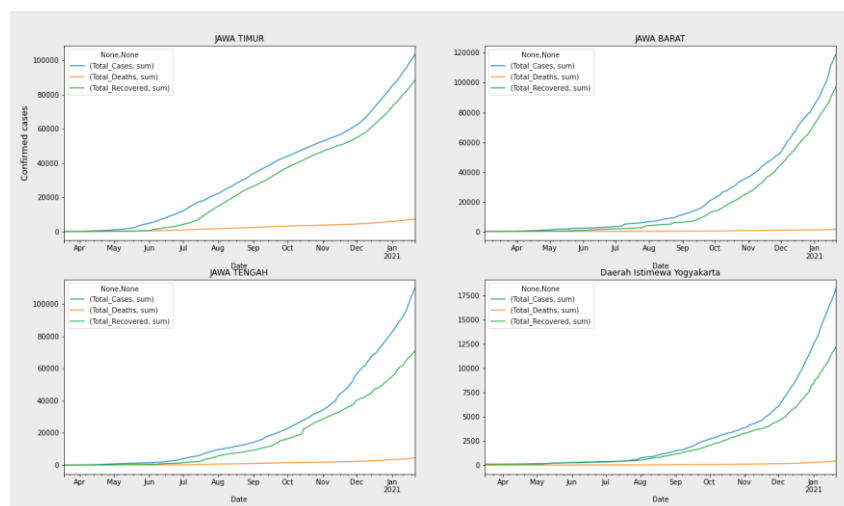 JAWA TIMUR
Confirmed cases
100000
80000
60000
40000
20000
0
None,None
(Total_Cases, sum)
(Total_Deaths, sum)
(Total_Recovered, sum)
Apr May Jun Jul Aug Sep Oct Nov Dec Jan
2021
Date
JAWA BARAT
120000
100000
80000
60000
40000
20000
0
None,None
(Total_Cases, sum)
(Total_Deaths, sum)
(Total_Recovered, sum)
Apr May Jun Jul Aug Sep Oct Nov Dec Jan
2021
Date
JAWA TENGAH
100000
80000
60000
40000
20000
0
None,None
(Total_Cases, sum)
(Total_Deaths, sum)
(Total_Recovered, sum)
Apr May Jun Jul Aug Sep Oct Nov Dec Jan
2021
Date
Daerah Istimewa Yogyakarta
17500
15000
12500
10000
7500
5000
2500
0
None,None
(Total_Cases, sum)
(Total_Deaths, sum)
(Total_Recovered, sum)
Apr May Jun Jul Aug Sep Oct Nov Dec Jan
2021
Date